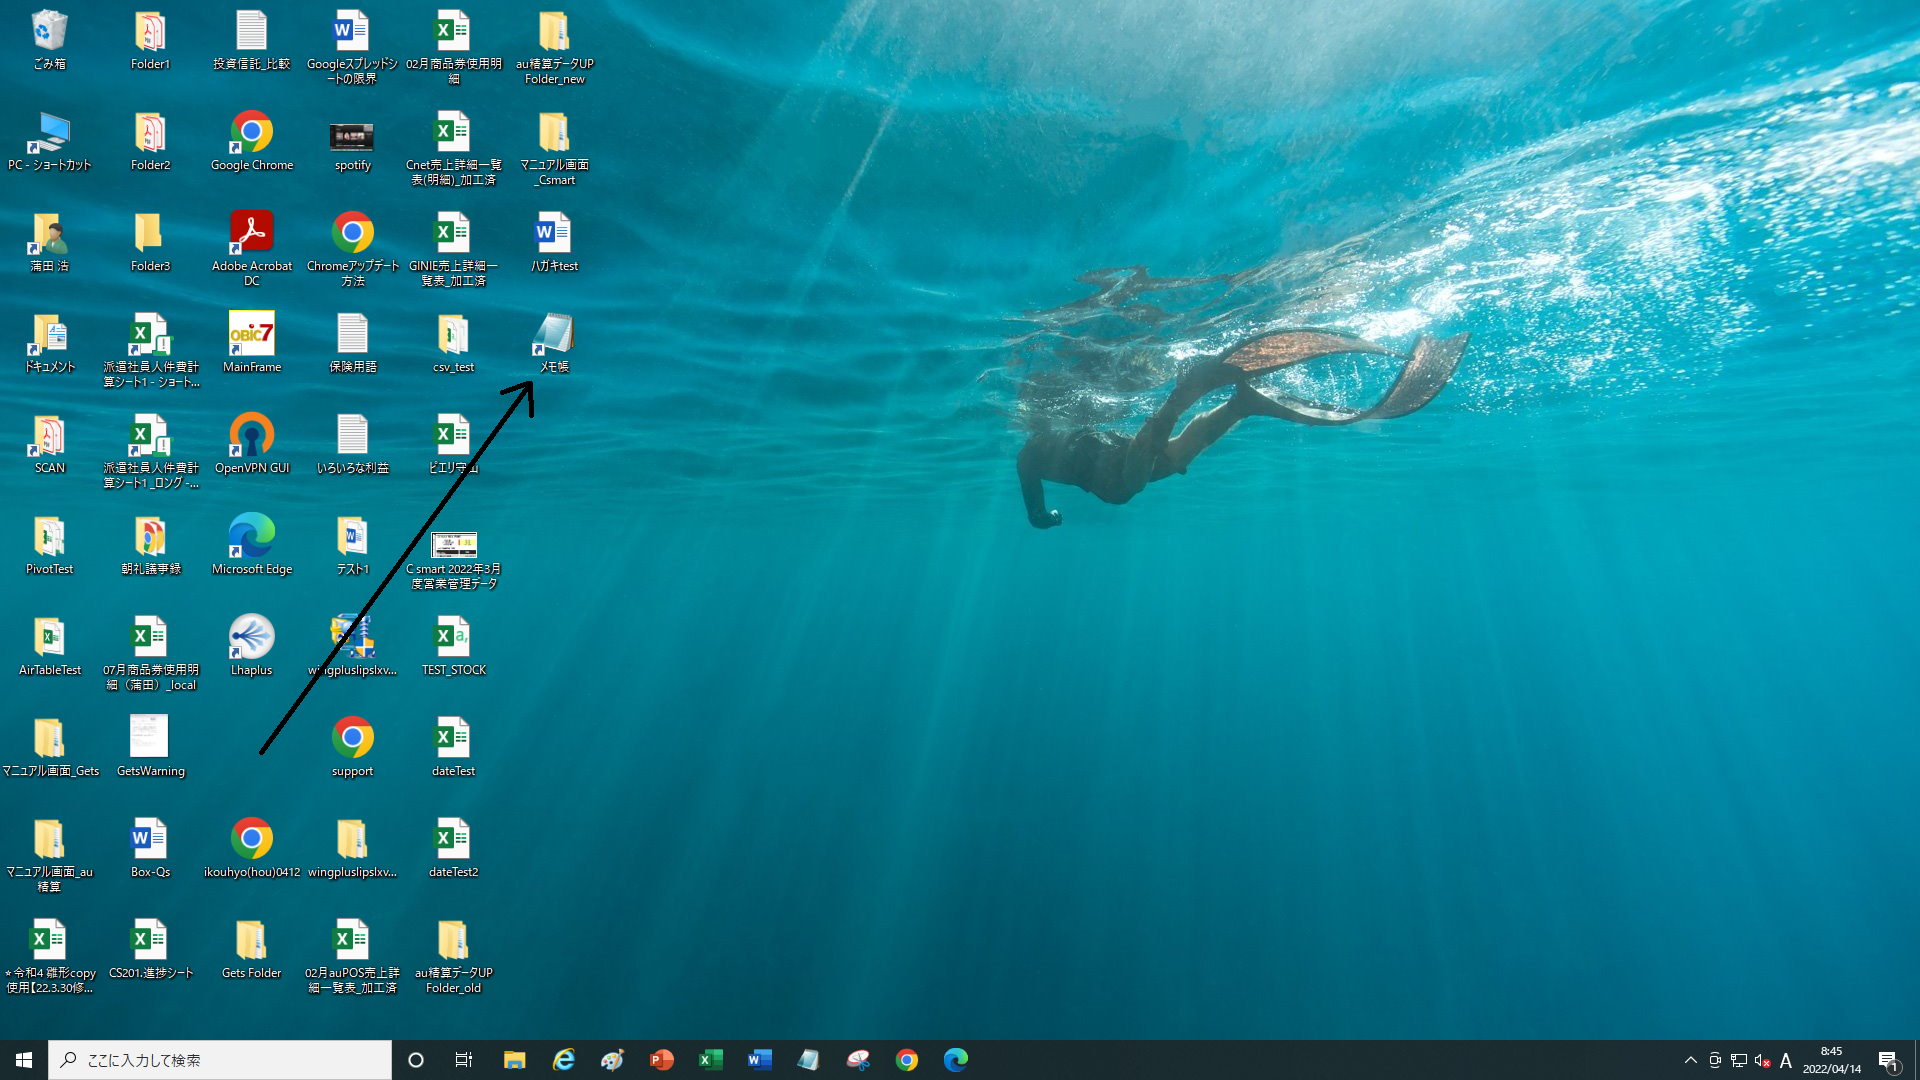 ごみ箱
Folder1
投資信託_比較
Googleスプレッドシ
ートの限界
02月商品券使用明
細
au精算データUP
Folder_new
PC - ショートカット
Folder2
Google Chrome
spotify
Cnet売上詳細一覧
表(明細)_加工済
マニュアル画面
_Csmart
蒲田 浩
Folder3
Adobe Acrobat
DC
Chromeアップデート
方法
GINIE売上詳細一
覧表_加工済
ハガキtest
ドキュメント
派遣社員人件費計
算シート1 - ショート...
OBiC7
MainFrame
保険用語
csv_test
メモ帳
SCAN
派遣社員人件費計
算シート1_ロング -...
OpenVPN GUI
いろいろな利益
ピエリ守山
PivotTest
朝礼議事録
Microsoft Edge
テスト1
C smart 2022年3月
度営業管理データ
AirTableTest
07月商品券使用明
細（蒲田）_local
Lhaplus
wingpluslipslxv...
TEST_STOCK
マニュアル画面_Gets
GetsWarning
support
dateTest
マニュアル画面_au
精算
Box-Qs
ikouhyo(hou)0412
wingpluslipslxv...
dateTest2
★令和4 雛形copy
使用【22.3.30修...
CS201.進捗シート
Gets Folder
02月auPOS売上詳
細一覧表_加工済
au精算データUP
Folder_old
ここに入力して検索
A
8:45
2022/04/14
1